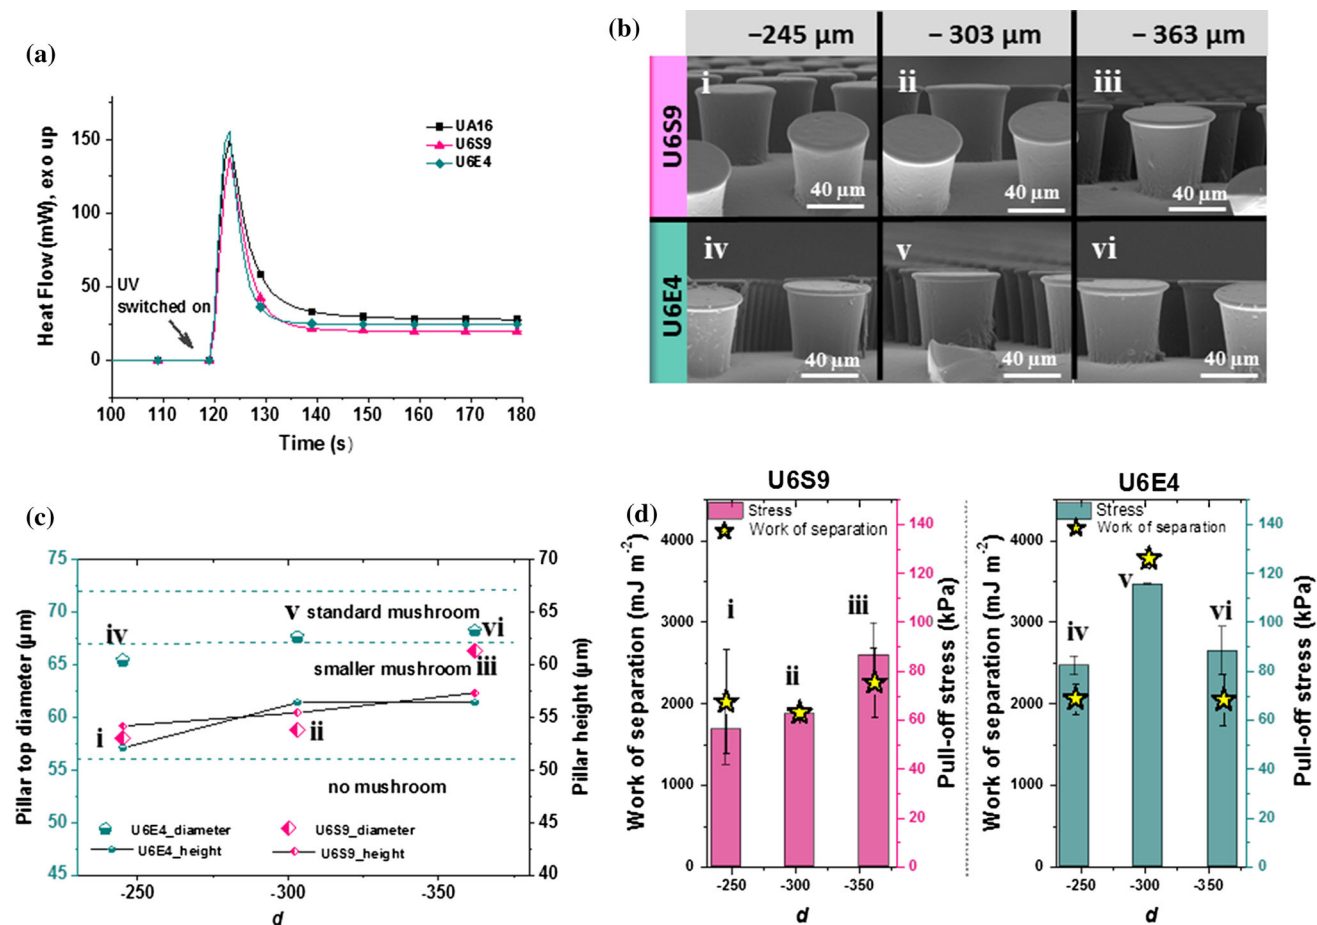 (a)
150
100
50
0
Heat Flow (mW), exo up
UA16
U6S9
U6E4
UV
switched on
100 110 120 130 140 150 160 170 180
Time (s)
(b)
−245 µm − 303 µm − 363 µm
U6S9
i ii iii
40 µm 40 µm 40 µm
U6E4
iv v vi
40 µm 40 µm 40 µm
(c)
75
70
65
60
55
50
45
Pillar top diameter (µm)
70
65
60
55
50
45
40
Pillar height (µm)
v standard mushroom
iv vi
smaller mushroom iii
i ii
no mushroom
U6E4_diameter U6S9_diameter
U6E4_height U6S9_height
-250 -300 -350
d
(d)
U6S9
Stress
Work of separation
4000
3000
2000
1000
0
Work of separation (mJ m-2)
140
120
100
80
60
40
20
0
Pull-off stress (kPa)
i ii iii
-250 -300 -350
d
U6E4
Stress
Work of separation
4000
3000
2000
1000
0
Work of separation (mJ m-2)
140
120
100
80
60
40
20
0
Pull-off stress (kPa)
iv v vi
-250 -300 -350
d